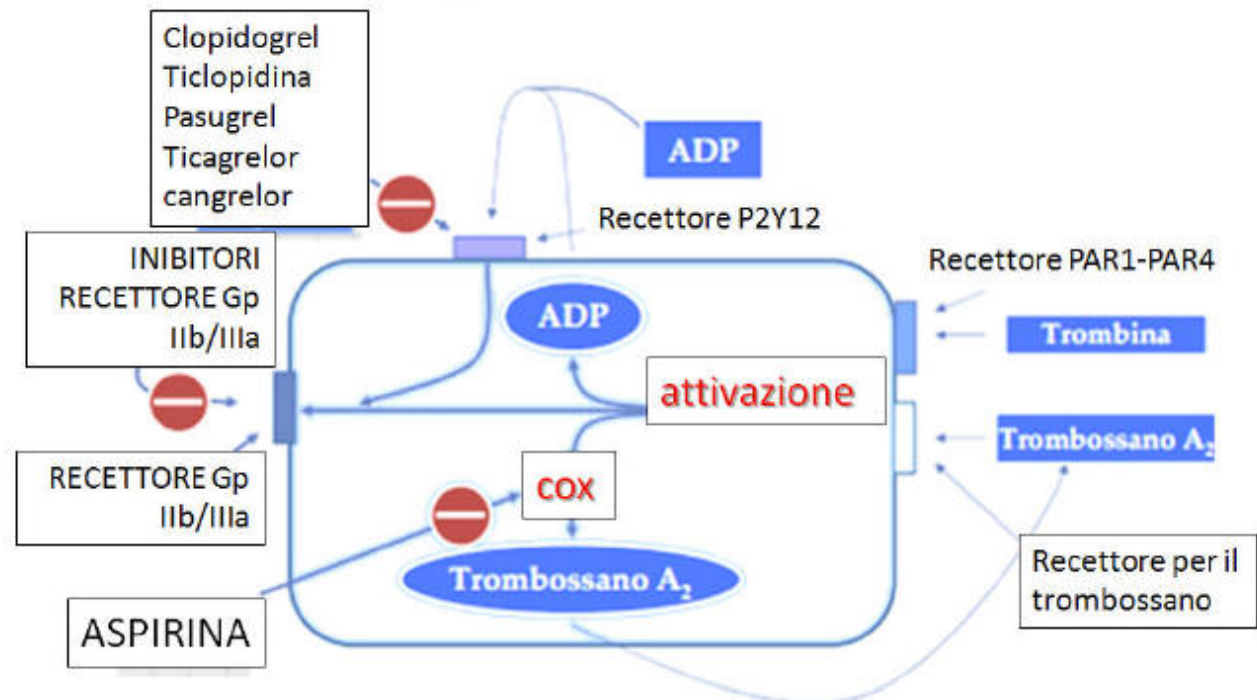 Clopidogrel
Ticlopidina
Pasugrel
Ticagrelor
cangrelor
ADP
Recettore P2Y12
INIBITORI
RECETTORE Gp
IIb/IIIa
Recettore PAR1-PAR4
ADP
Trombina
attivazione
Trombossano A₂
RECETTORE Gp
IIb/IIIa
cox
Trombossano A₂
Recettore per il
trombossano
ASPIRINA